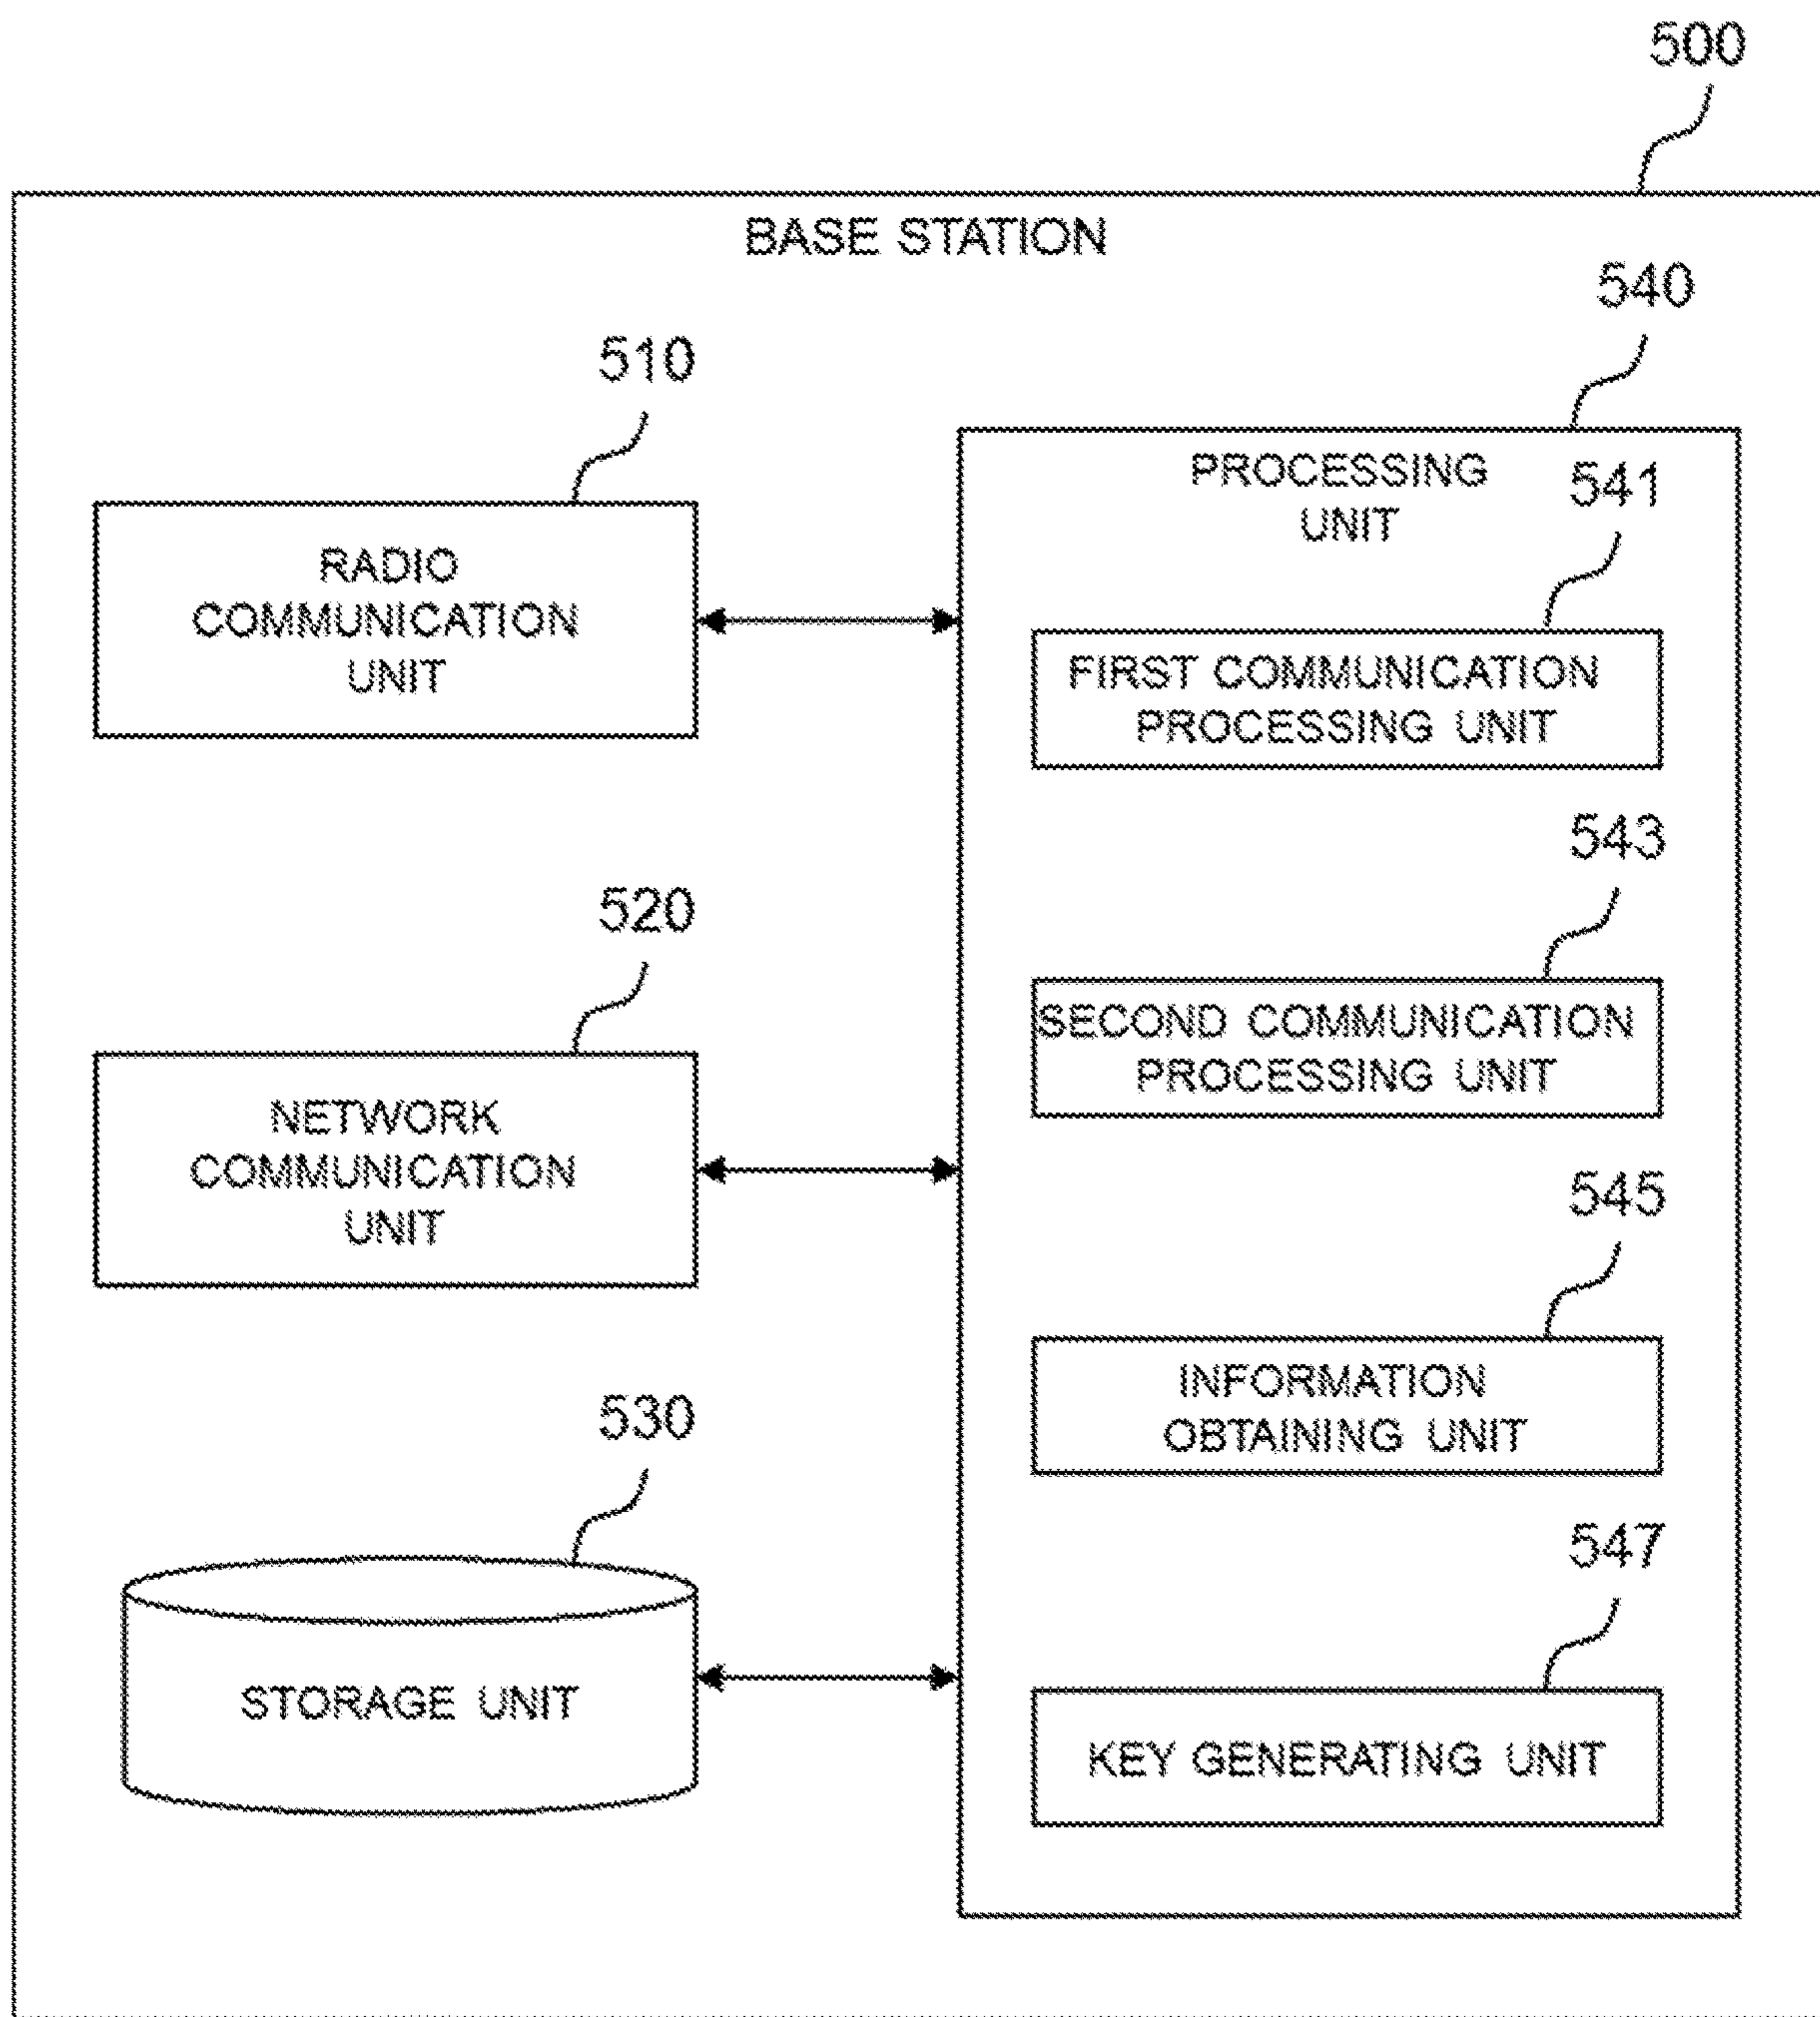 500
BASE STATION
540
510
PROCESSING
UNIT
541
RADIO
COMMUNICATION
UNIT
FIRST COMMUNICATION
PROCESSING UNIT
543
520
SECOND COMMUNICATION
PROCESSING UNIT
NETWORK
COMMUNICATION
UNIT
545
INFORMATION
OBTAINING UNIT
530
547
STORAGE UNIT
KEY GENERATING UNIT